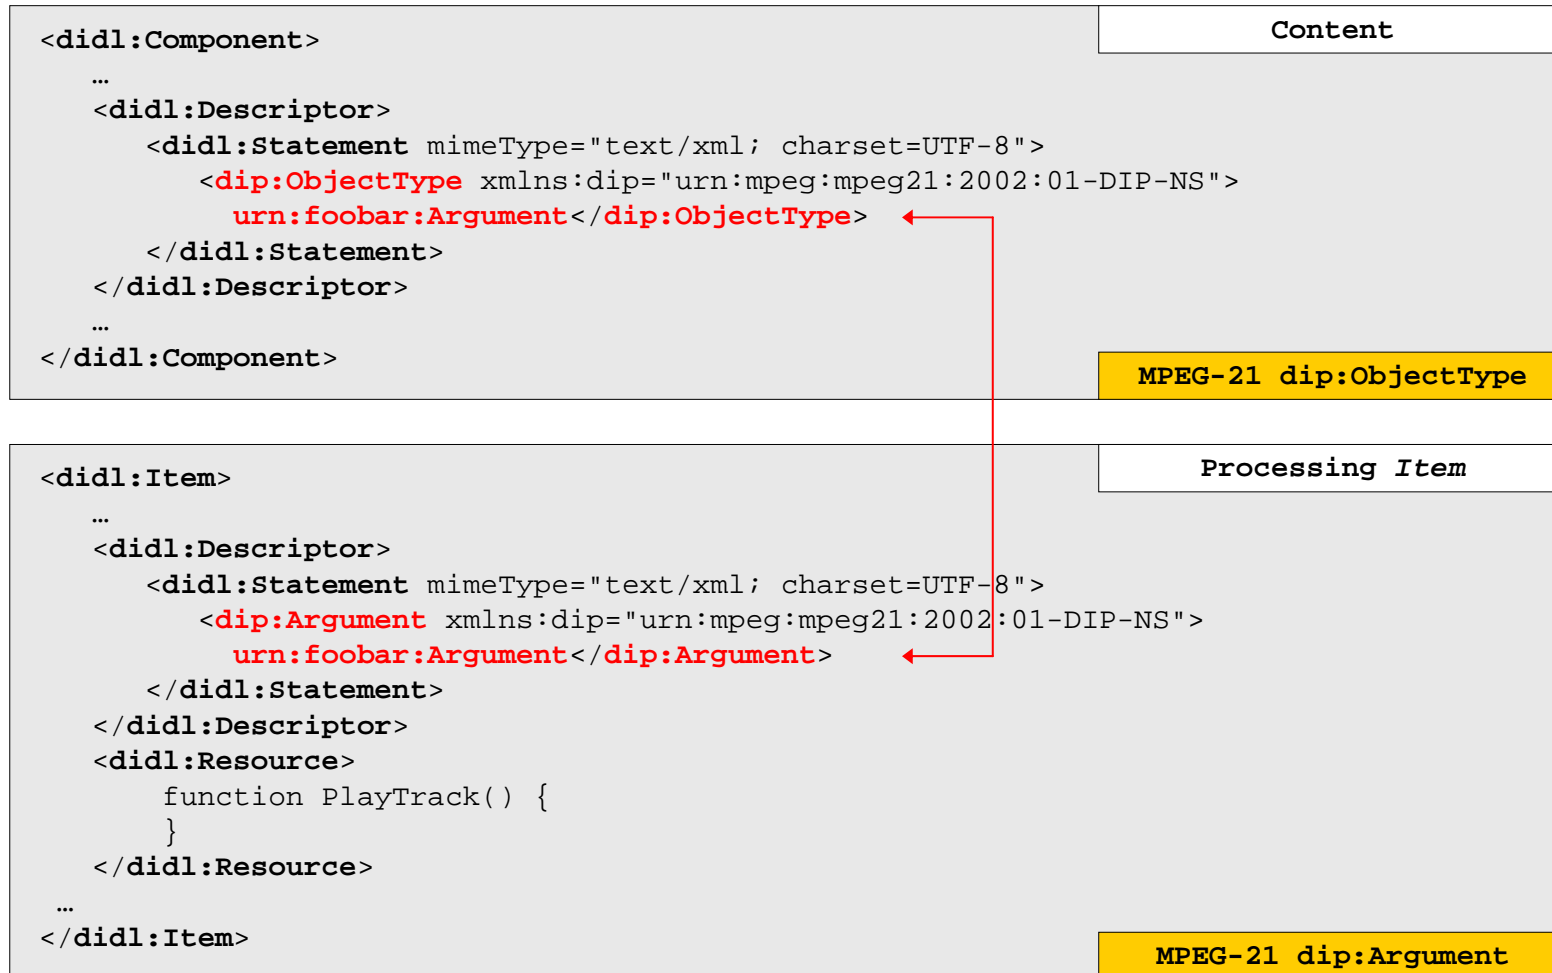 Content
<didl:Component>
…
<didl:Descriptor>
<didl:Statement mimeType="text/xml; charset=UTF-8">
<dip:ObjectType xmlns:dip="urn:mpeg:mpeg21:2002:01-DIP-NS">
urn:foobar:Argument</dip:ObjectType>
</didl:Statement>
</didl:Descriptor>
…
</didl:Component>
MPEG-21 dip:ObjectType
Processing Item
<didl:Item>
…
<didl:Descriptor>
<didl:Statement mimeType="text/xml; charset=UTF-8">
<dip:Argument xmlns:dip="urn:mpeg:mpeg21:2002:01-DIP-NS">
urn:foobar:Argument</dip:Argument>
</didl:Statement>
</didl:Descriptor>
<didl:Resource>
function PlayTrack() {
}
</didl:Resource>
…
</didl:Item>
MPEG-21 dip:Argument